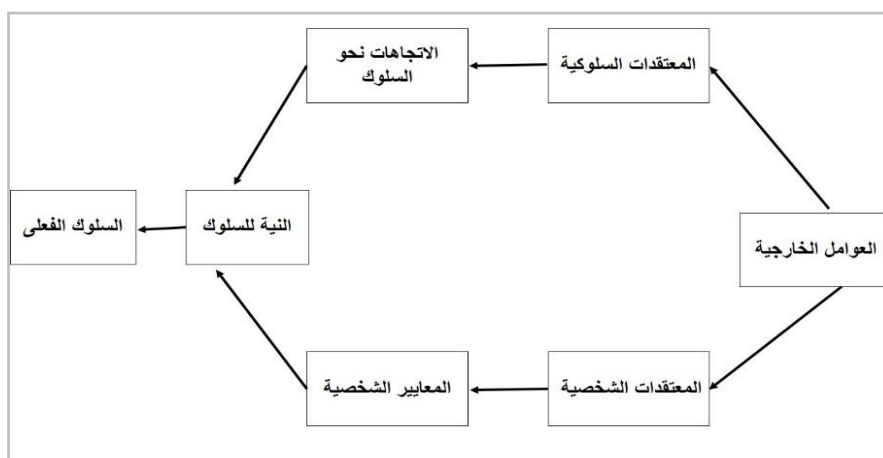 الاتجاهات نحو
السلوك
المعتقدات السلوكية
العوامل الخارجية
النية للسلوك
السلوك الفعلى
المعايير الشخصية
المعتقدات الشخصية